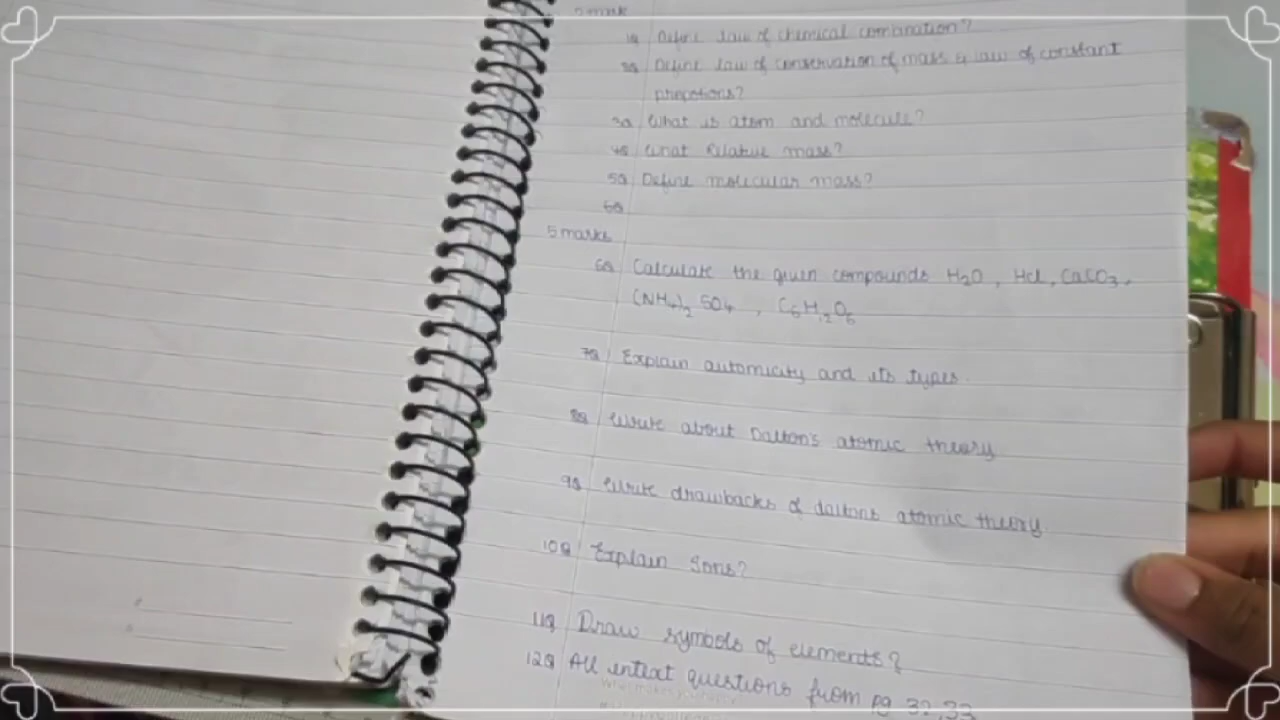 5 mark
1Q Define law of chemical combination?
2Q Define law of conservation of mass & law of constant
propotions?
3Q What is atom and molecule?
4Q What Relative mass?
5Q Define molecular mass?
6Q
5 marks
6Q Calculate the given compounds H₂O, Hcl, CaCO₃,
(NH₄)₂ SO₄, C₆H₁₂O₆
7Q Explain automicity and its types.
8Q Write about Dalton's atomic theory
9Q Write drawbacks of daltons atomic theory
10Q Explain Ions?
11Q Draw symbols of elements?
12Q All intext questions from pg 32,33